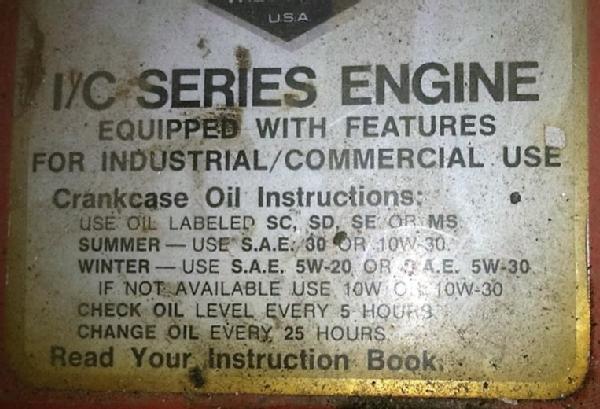 U.S.A.
I/C SERIES ENGINE
EQUIPPED WITH FEATURES
FOR INDUSTRIAL/COMMERCIAL USE
Crankcase Oil Instructions:
USE OIL LABELED SC, SD, SE OR MS
SUMMER — USE S.A.E. 30 OR 10W-30.
WINTER — USE S.A.E. 5W-20 OR S.A.E. 5W-30
IF NOT AVAILABLE USE 10W OR 10W-30
CHECK OIL LEVEL EVERY 5 HOURS
CHANGE OIL EVERY 25 HOURS
Read Your Instruction Book.